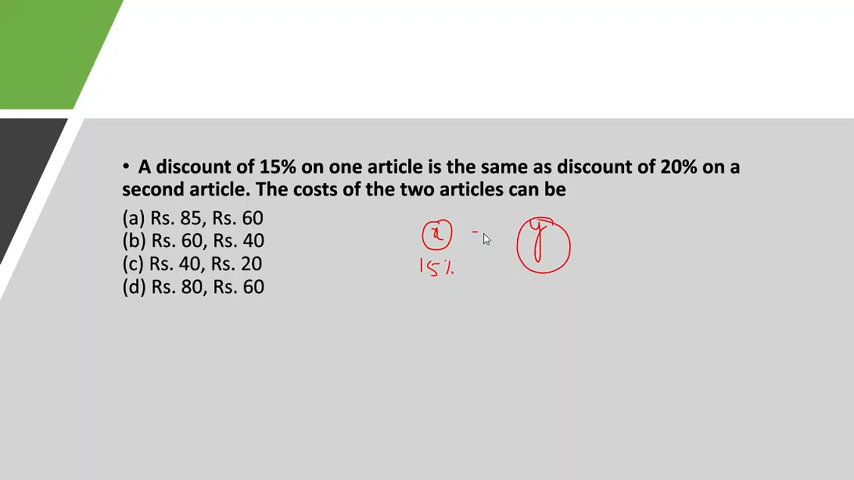 • A discount of 15% on one article is the same as discount of 20% on a
second article. The costs of the two articles can be
(a) Rs. 85, Rs. 60
(b) Rs. 60, Rs. 40
(c) Rs. 40, Rs. 20
(d) Rs. 80, Rs. 60
x - y
15%